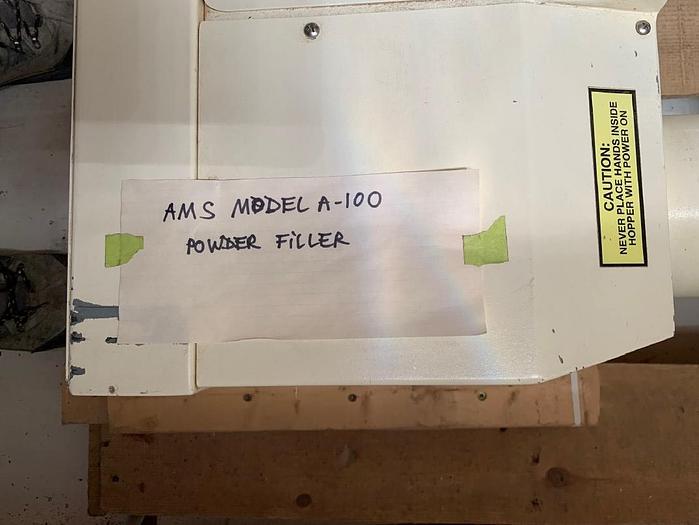 AMS MODEL A-100
POWDER FiLLER
CAUTION:
NEVER PLACE HANDS INSIDE
HOPPER WITH POWER ON